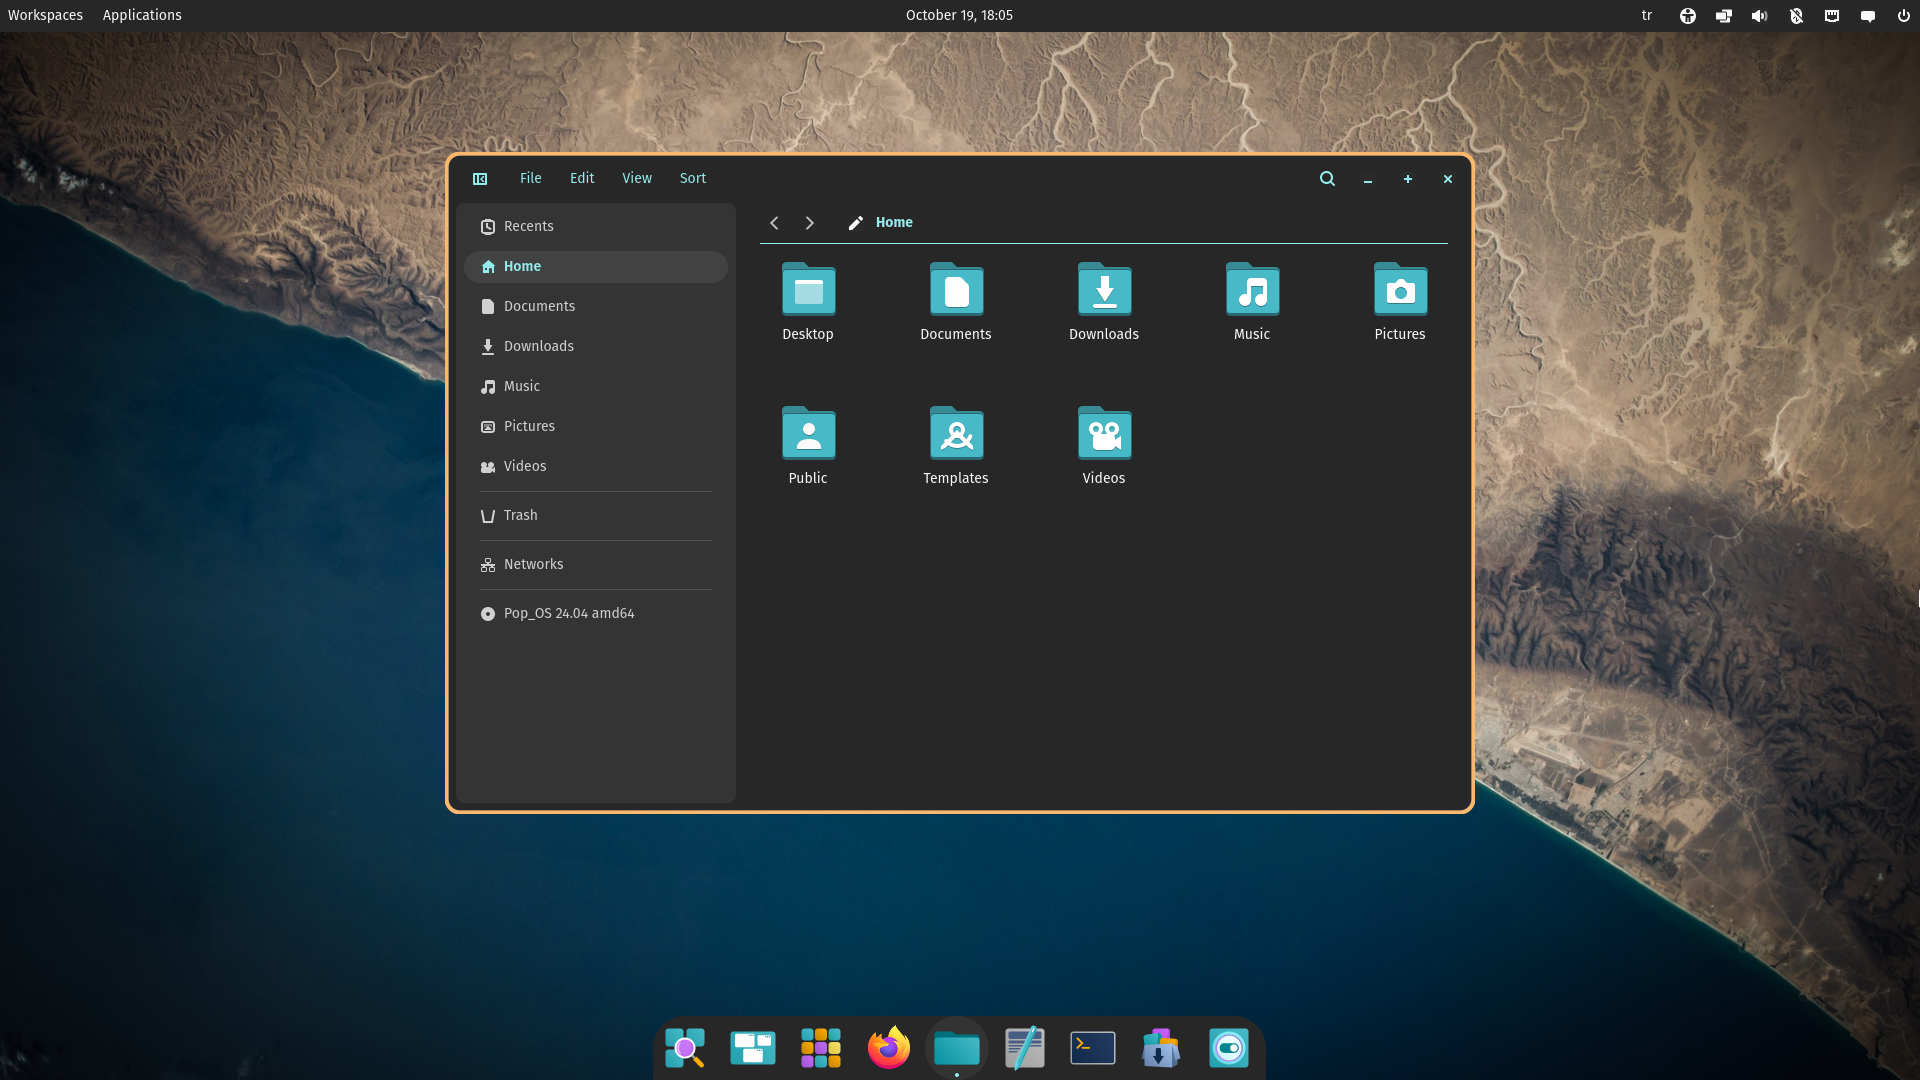 Workspaces Applications October 19, 18:05 tr
File Edit View Sort
Recents
Home
Documents
Downloads
Music
Pictures
Videos
Trash
Networks
Pop_OS 24.04 amd64
Home
Desktop Documents Downloads Music Pictures
Public Templates Videos